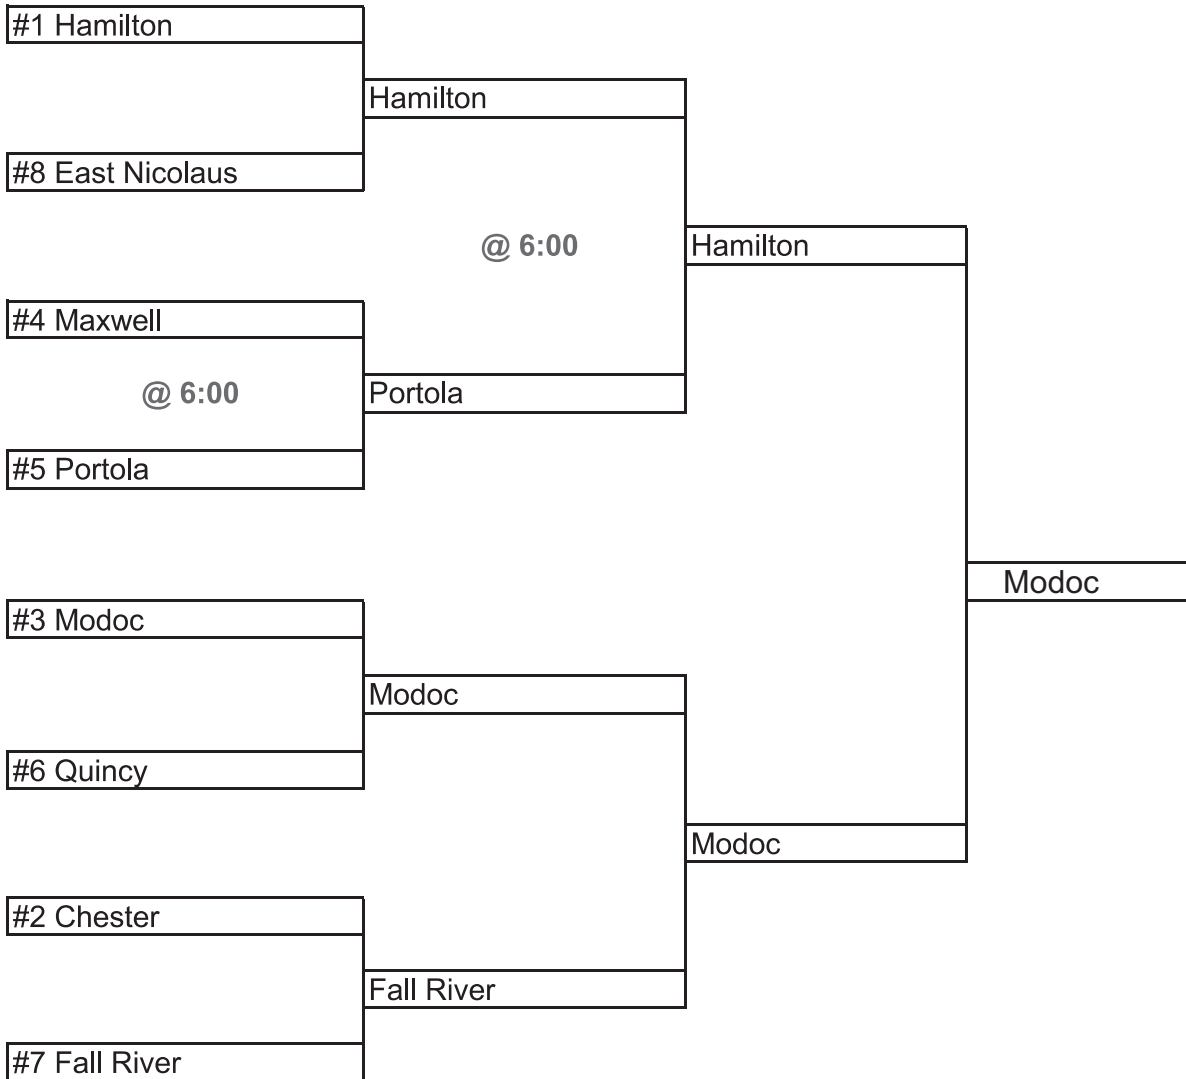 #1 Hamilton
Hamilton
#8 East Nicolaus
@ 6:00
Hamilton
#4 Maxwell
@ 6:00
Portola
#5 Portola
Modoc
#3 Modoc
Modoc
#6 Quincy
Modoc
#2 Chester
Fall River
#7 Fall River